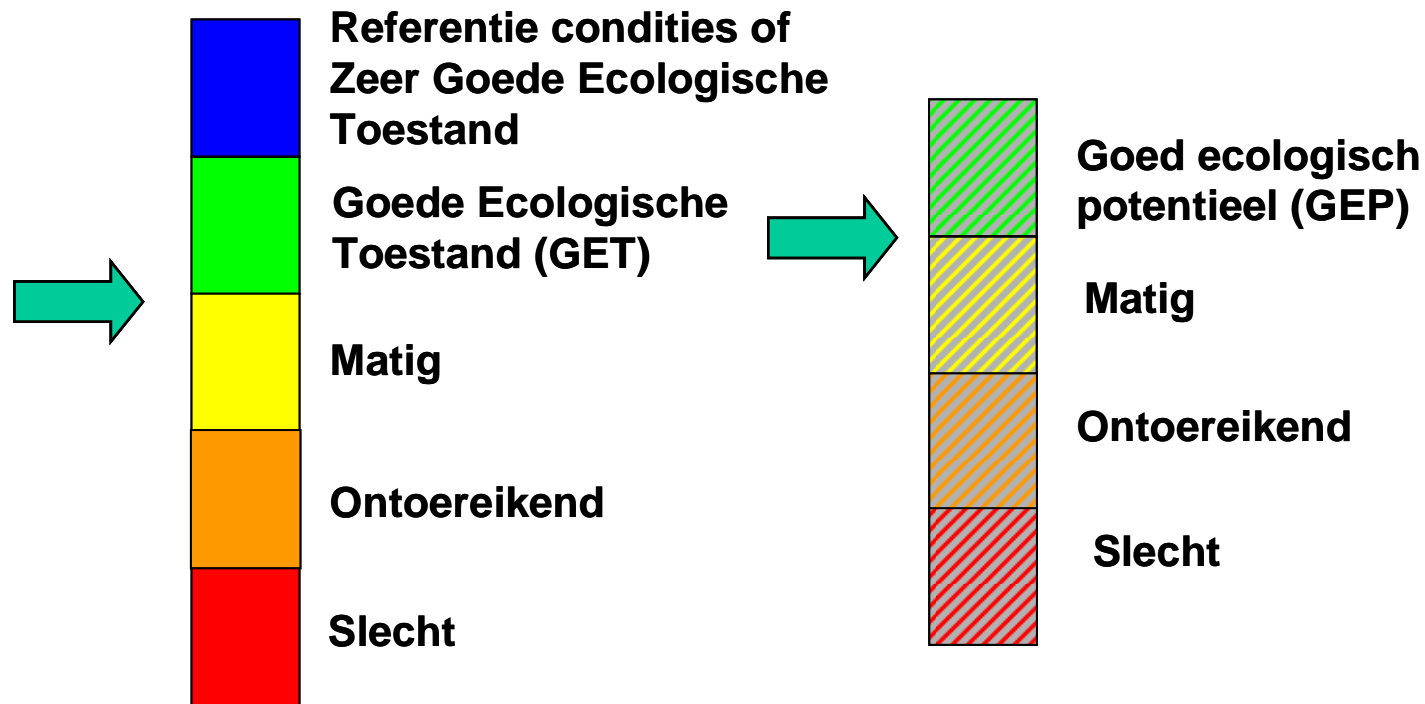 Referentie condities of
Zeer Goede Ecologische
Toestand
Goede Ecologische
Toestand (GET)
Matig
Ontoereikend
Slecht
Goed ecologisch
potentieel (GEP)
Matig
Ontoereikend
Slecht